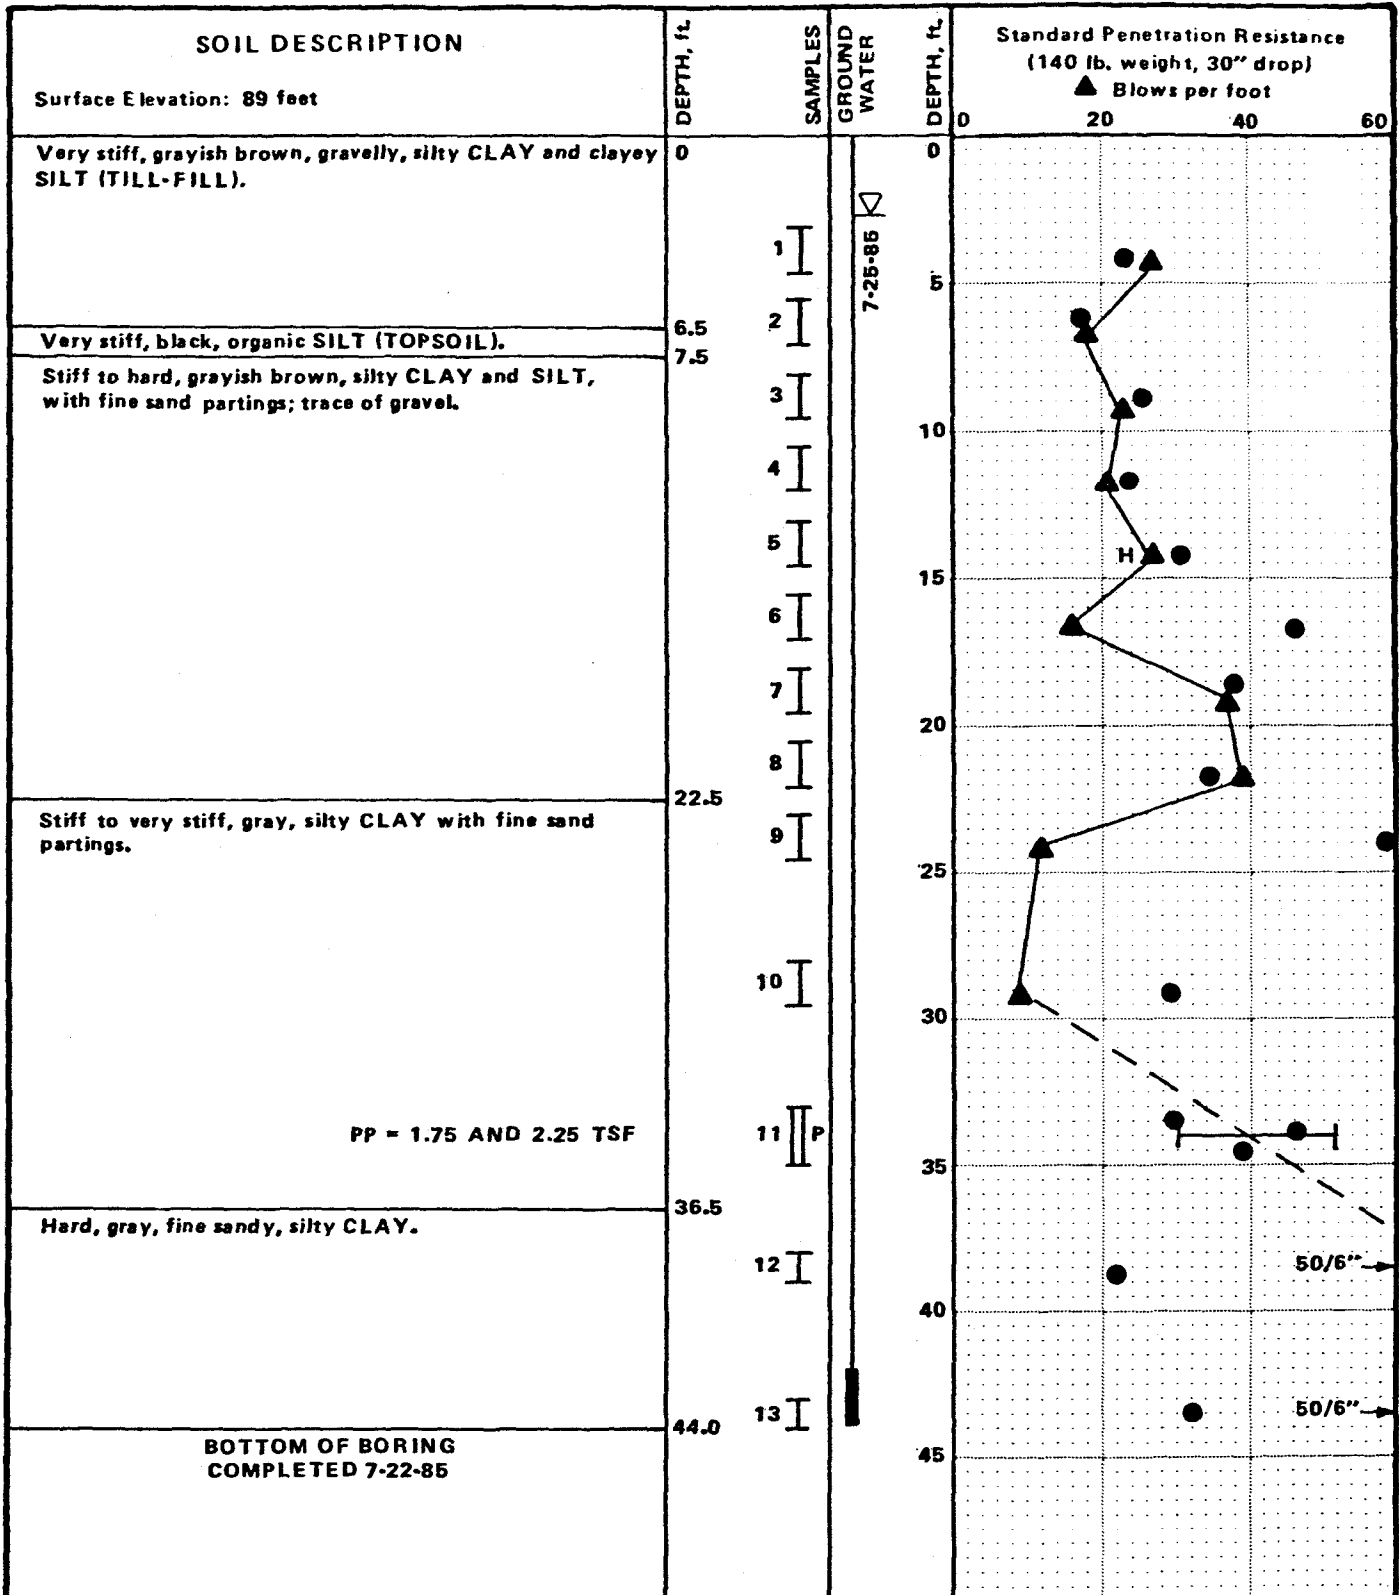 SOIL DESCRIPTION
Surface Elevation: 89 feet
DEPTH, ft.
SAMPLES
GROUND
WATER
DEPTH, ft.
Standard Penetration Resistance
(140 lb. weight, 30" drop)
▲ Blows per foot
0 20 40 60
Very stiff, grayish brown, gravelly, silty CLAY and clayey
SILT (TILL-FILL).
0
0
1
7-25-85
5
2
6.5
Very stiff, black, organic SILT (TOPSOIL).
7.5
Stiff to hard, grayish brown, silty CLAY and SILT,
with fine sand partings; trace of gravel.
3
10
4
5
H
15
6
7
20
8
22.5
Stiff to very stiff, gray, silty CLAY with fine sand
partings.
9
25
10
30
PP = 1.75 AND 2.25 TSF
11
P
35
36.5
Hard, gray, fine sandy, silty CLAY.
12
50/6"
40
13
50/6"
44.0
BOTTOM OF BORING
COMPLETED 7-22-85
45